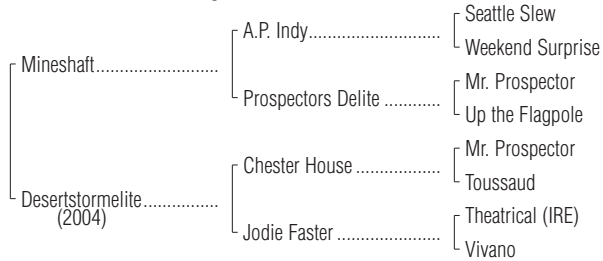 Seattle Slew
A.P. Indy
Weekend Surprise
Mineshaft
Mr. Prospector
Prospectors Delite
Up the Flagpole
Mr. Prospector
Chester House
Toussaud
Desertstormelite
(2004)
Theatrical (IRE)
Jodie Faster
Vivano